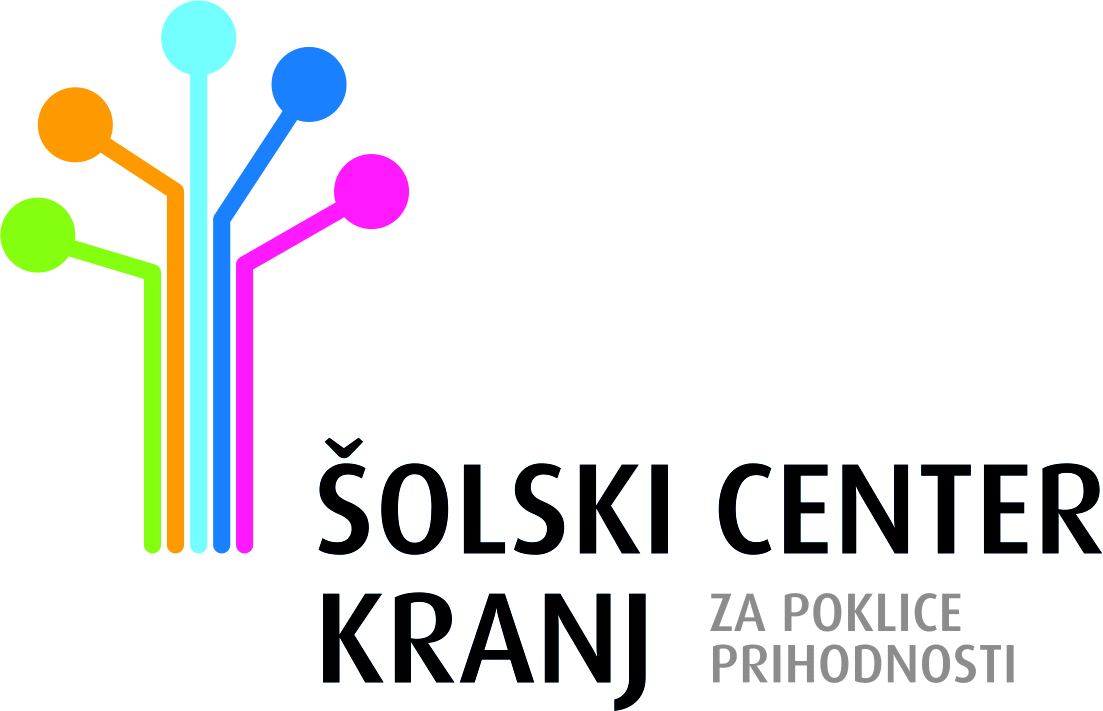 ŠOLSKI CENTER
KRANJ
ZA POKLICE
PRIHODNOSTI